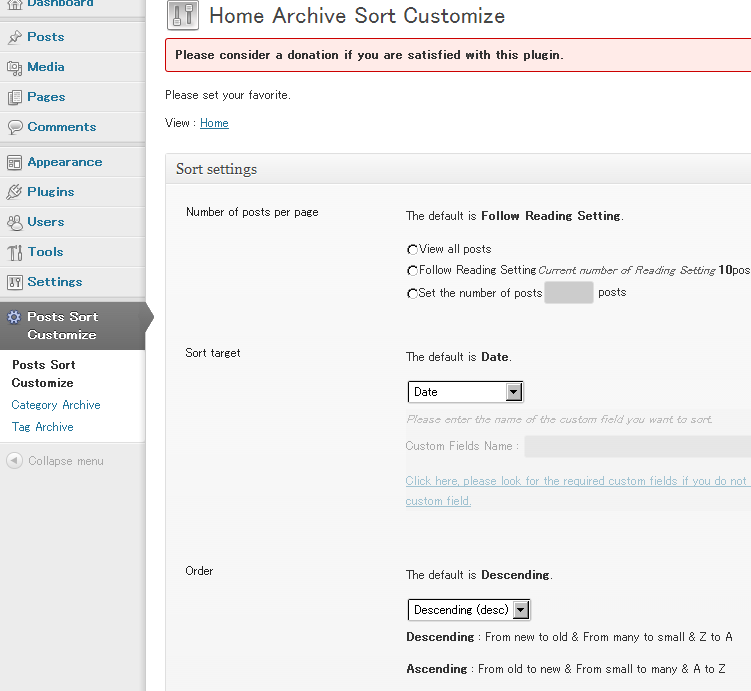 Dashboard
Posts
Media
Pages
Comments
Appearance
Plugins
Users
Tools
Settings
Posts Sort
Customize
Posts Sort
Customize
Category Archive
Tag Archive
Collapse menu
Home Archive Sort Customize
Please consider a donation if you are satisfied with this plugin.
Please set your favorite.
View : Home
Sort settings
Number of posts per page
The default is Follow Reading Setting.
View all posts
Follow Reading Setting Current number of Reading Setting 10pos
Set the number of posts posts
Sort target
The default is Date.
Date
Please enter the name of the custom field you want to sort.
Custom Fields Name :
Click here, please look for the required custom fields if you do not
custom field.
Order
The default is Descending.
Descending (desc)
Descending : From new to old & From many to small & Z to A
Ascending : From old to new & From small to many & A to Z